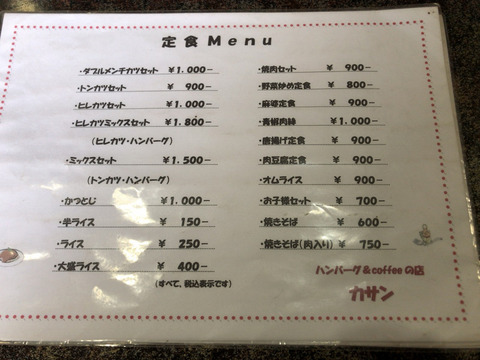 定食Menu
・ダブルメンチカツセット ￥1.000－
・トンカツセット ￥ 900－
・ヒレカツセット ￥1.000－
・ヒレカツミックスセット ￥1.800－
(ヒレカツ・ハンバーグ)
・ミックスセット ￥1.500－
(トンカツ・ハンバーグ)
・かつとじ ￥1.000－
・半ライス ￥ 150－
・ライス ￥ 250－
・大盛ライス ￥ 400－
(すべて、税込表示です)
・焼肉セット ￥ 900－
・野菜炒め定食 ￥ 800－
・麻婆定食 ￥ 900－
・青椒肉絲 ￥1.000－
・唐揚げ定食 ￥ 900－
・肉豆腐定食 ￥ 900－
・オムライス ￥ 900－
・お子様セット ￥ 700－
・焼きそば ￥ 600－
・焼きそば(肉入り) ￥ 750－
ハンバーグ＆coffeeの店
カサン